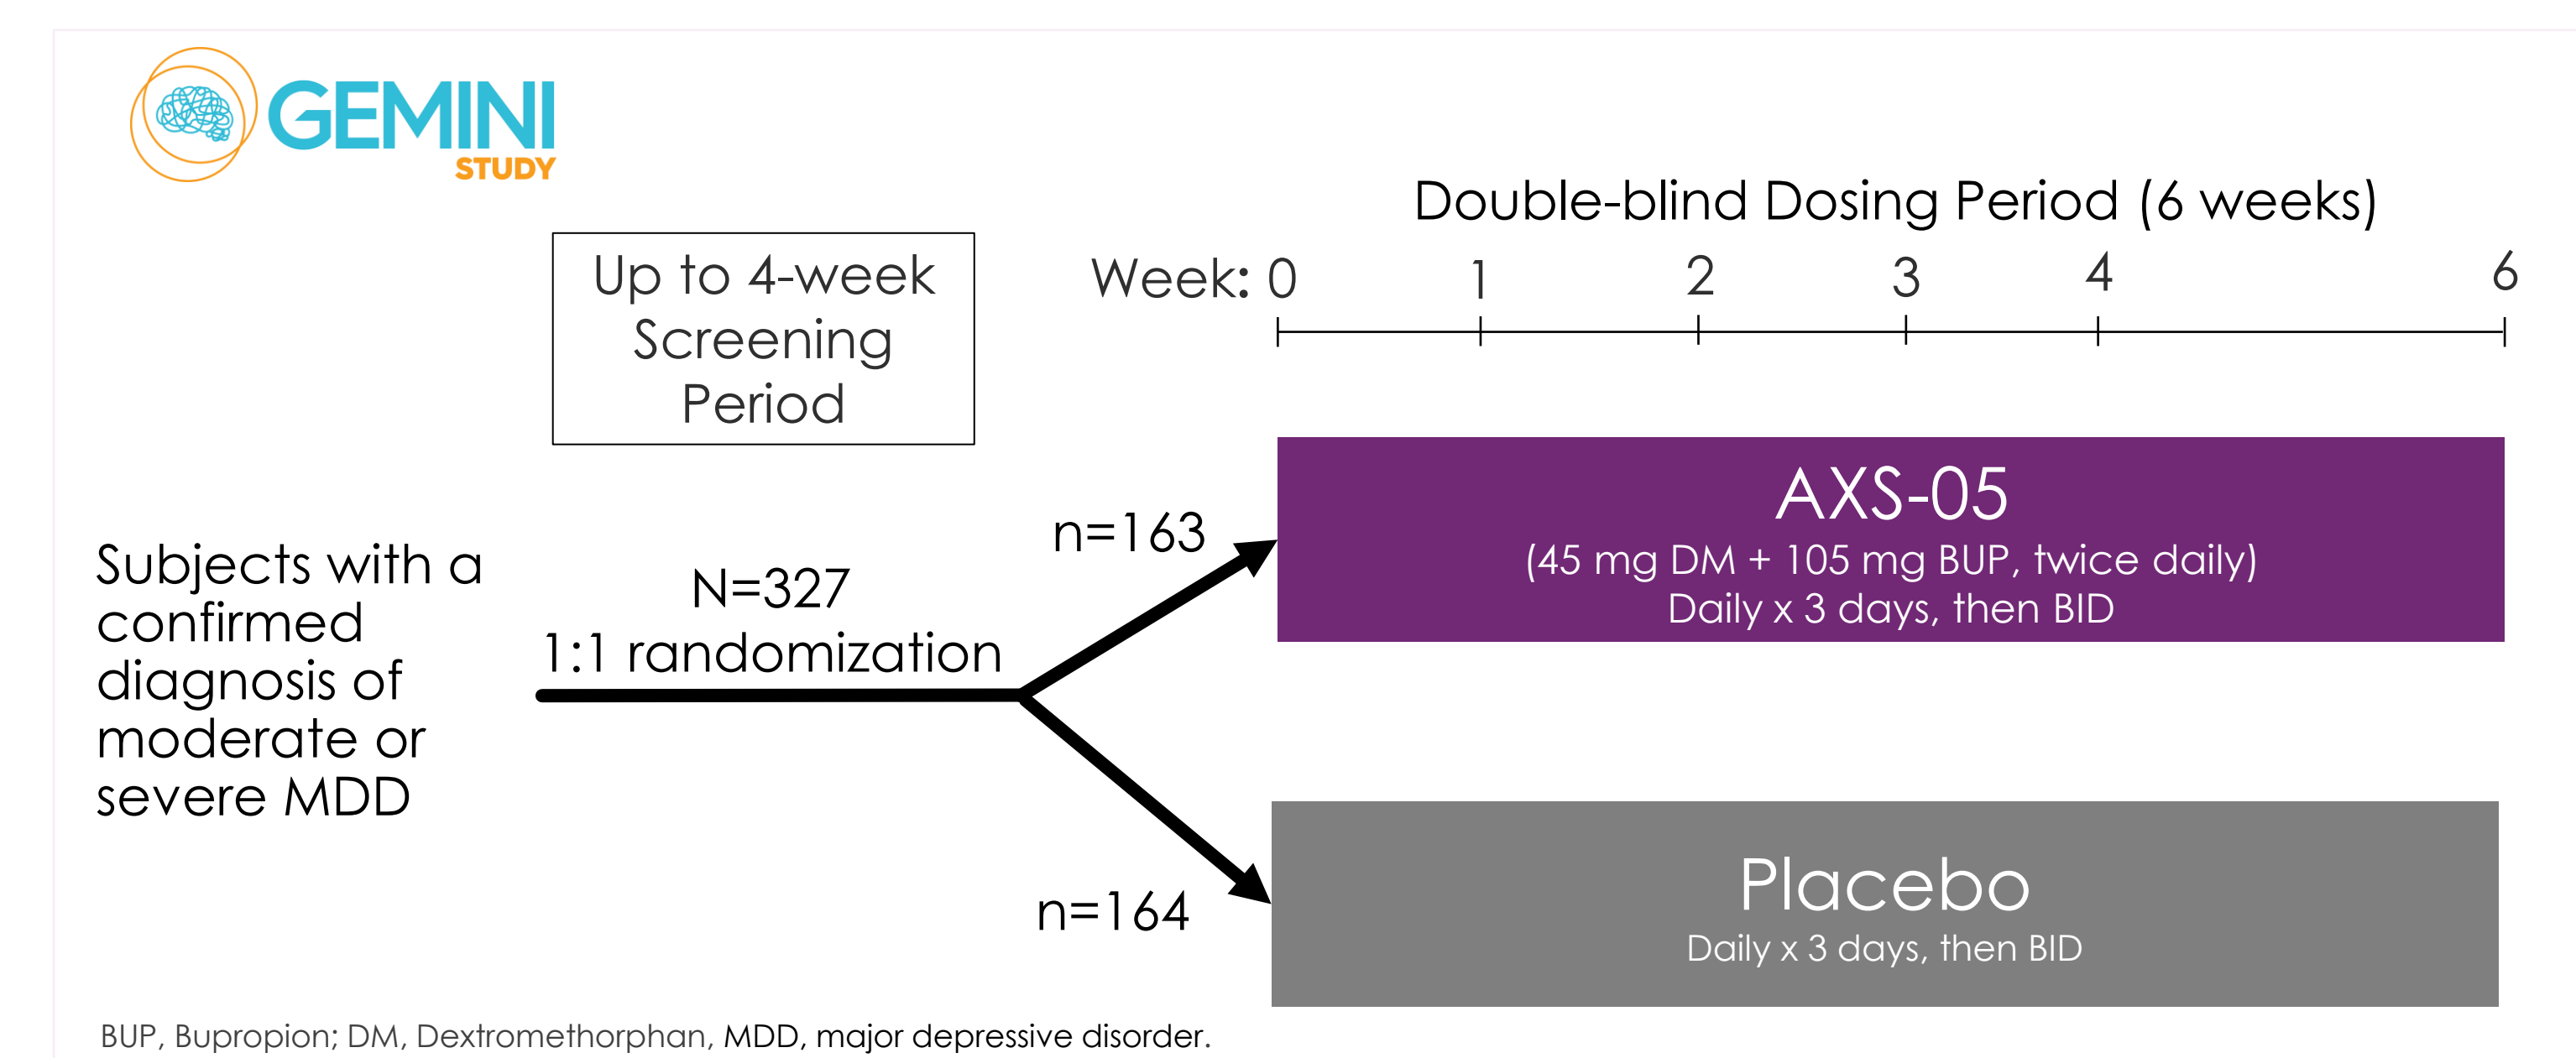 GEMINI
STUDY
Double-blind Dosing Period (6 weeks)
Up to 4-week
Screening
Period
Week: 0 1 2 3 4 6
Subjects with a
confirmed
diagnosis of
moderate or
severe MDD
N=327
1:1 randomization
n=163
AXS-05
(45 mg DM + 105 mg BUP, twice daily)
Daily x 3 days, then BID
n=164
Placebo
Daily x 3 days, then BID
BUP, Bupropion; DM, Dextromethorphan, MDD, major depressive disorder.